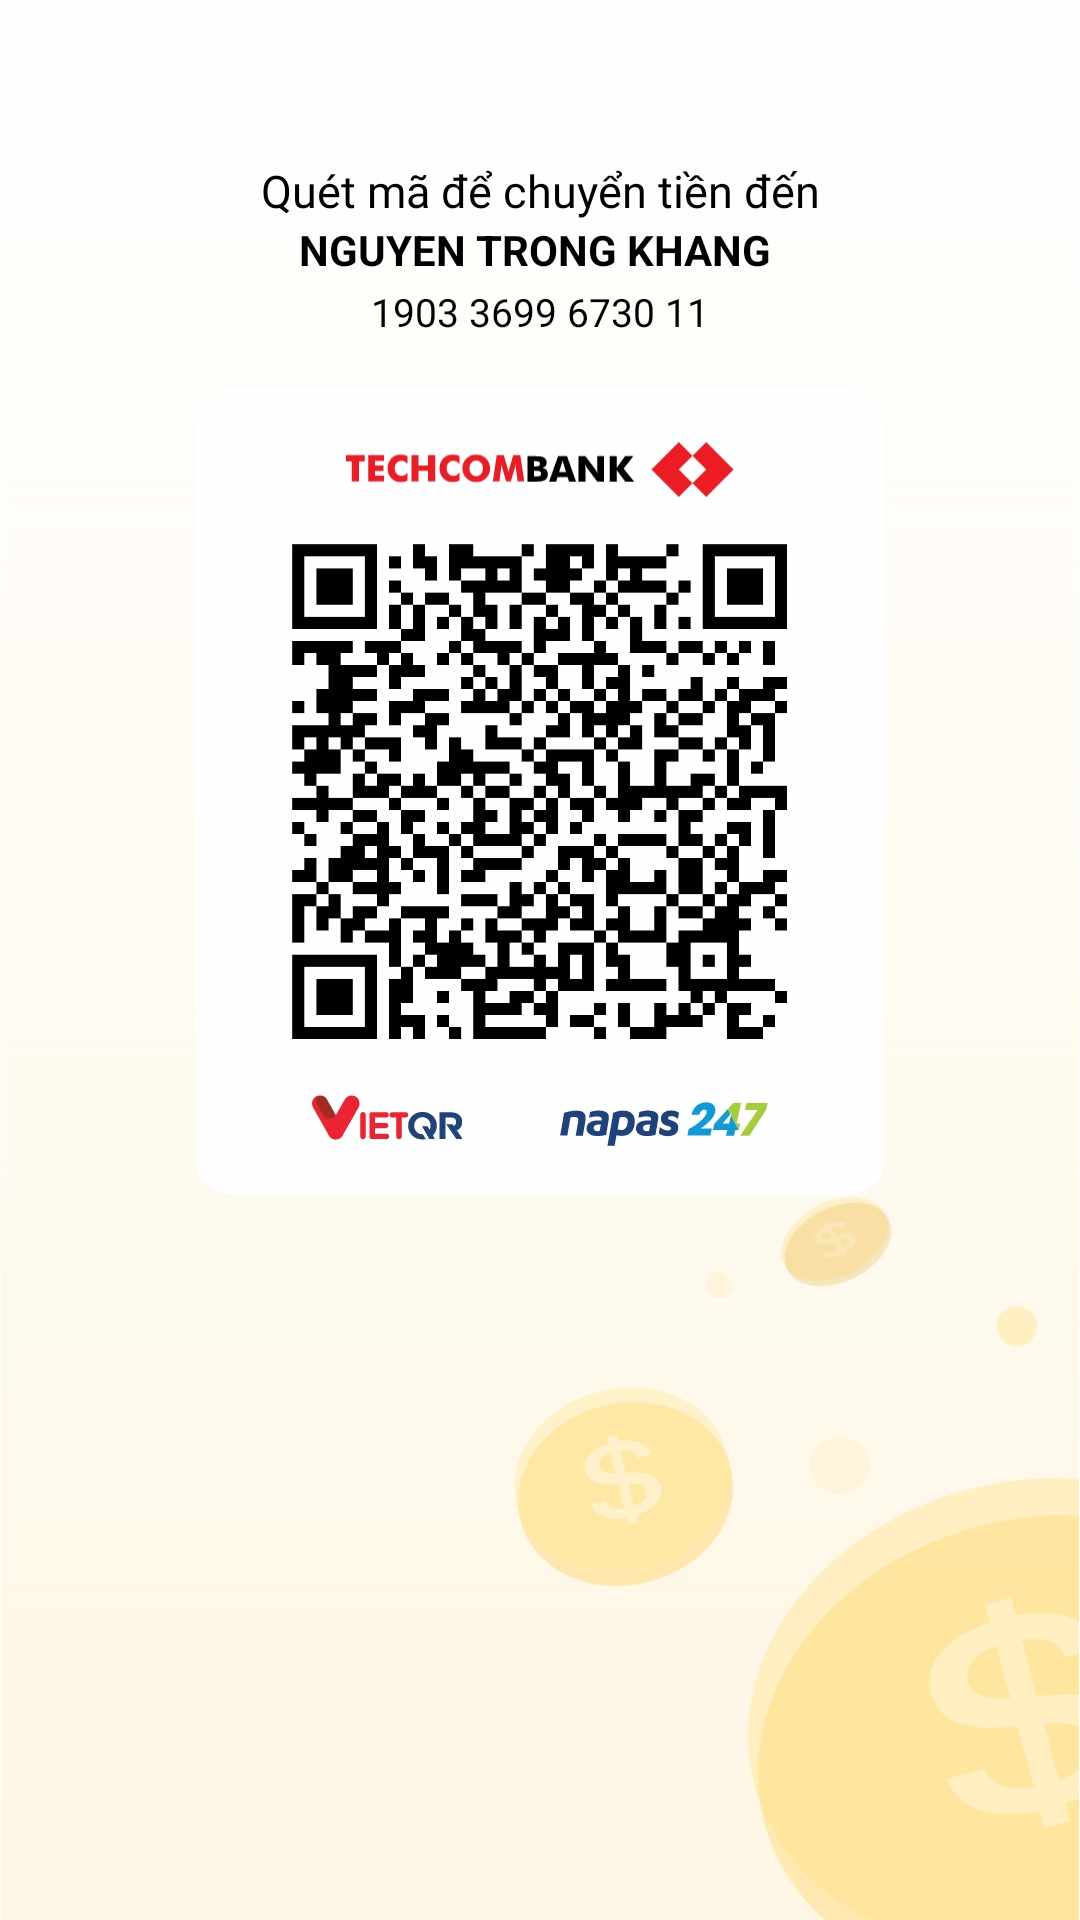 Quét mã để chuyển tiền đến
NGUYEN TRONG KHANG
1903 3699 6730 11
TECHCOMBANK
VIETQR
napas 247